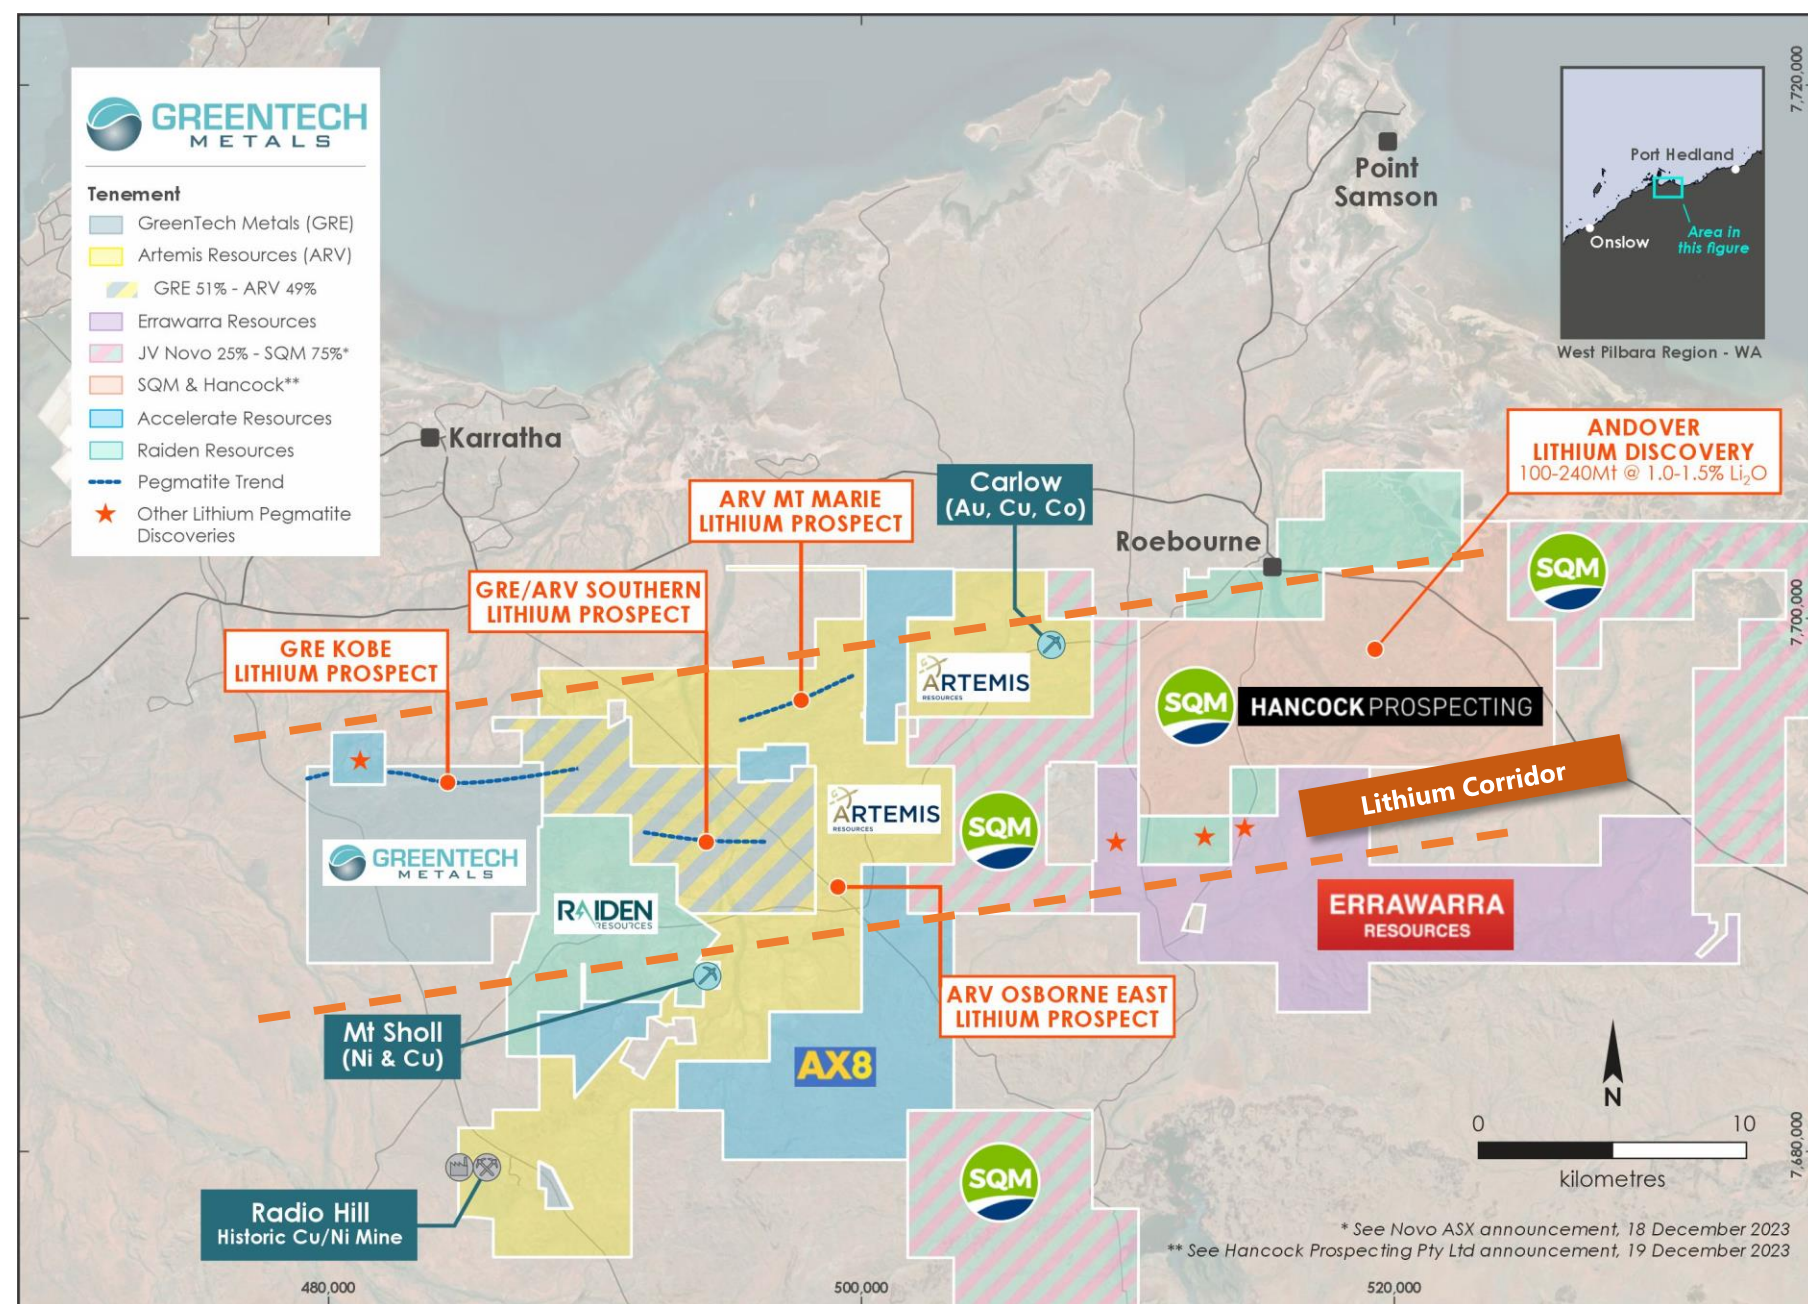 GREENTECH
METALS
Tenement
GreenTech Metals (GRE)
Artemis Resources (ARV)
GRE 51% - ARV 49%
Errawarra Resources
JV Novo 25% - SQM 75%*
SQM & Hancock**
Accelerate Resources
Raiden Resources
Pegmatite Trend
Other Lithium Pegmatite
Discoveries
Point
Samson
Port Hedland
Onslow
Area in
this figure
West Pilbara Region - WA
7,720,000
Karratha
ANDOVER
LITHIUM DISCOVERY
100-240Mt @ 1.0-1.5% Li₂O
Carlow
(Au, Cu, Co)
ARV MT MARIE
LITHIUM PROSPECT
Roebourne
SQM
GRE/ARV SOUTHERN
LITHIUM PROSPECT
7,700,000
GRE KOBE
LITHIUM PROSPECT
ARTEMIS
RESOURCES
SQM
HANCOCK PROSPECTING
Lithium Corridor
ARTEMIS
RESOURCES
SQM
GREENTECH
METALS
RAIDEN
RESOURCES
ERRAWARRA
RESOURCES
ARV OSBORNE EAST
LITHIUM PROSPECT
Mt Sholl
(Ni & Cu)
AX8
N
0 10
kilometres
7,680,000
SQM
Radio Hill
Historic Cu/Ni Mine
* See Novo ASX announcement, 18 December 2023
** See Hancock Prospecting Pty Ltd announcement, 19 December 2023
480,000
500,000
520,000